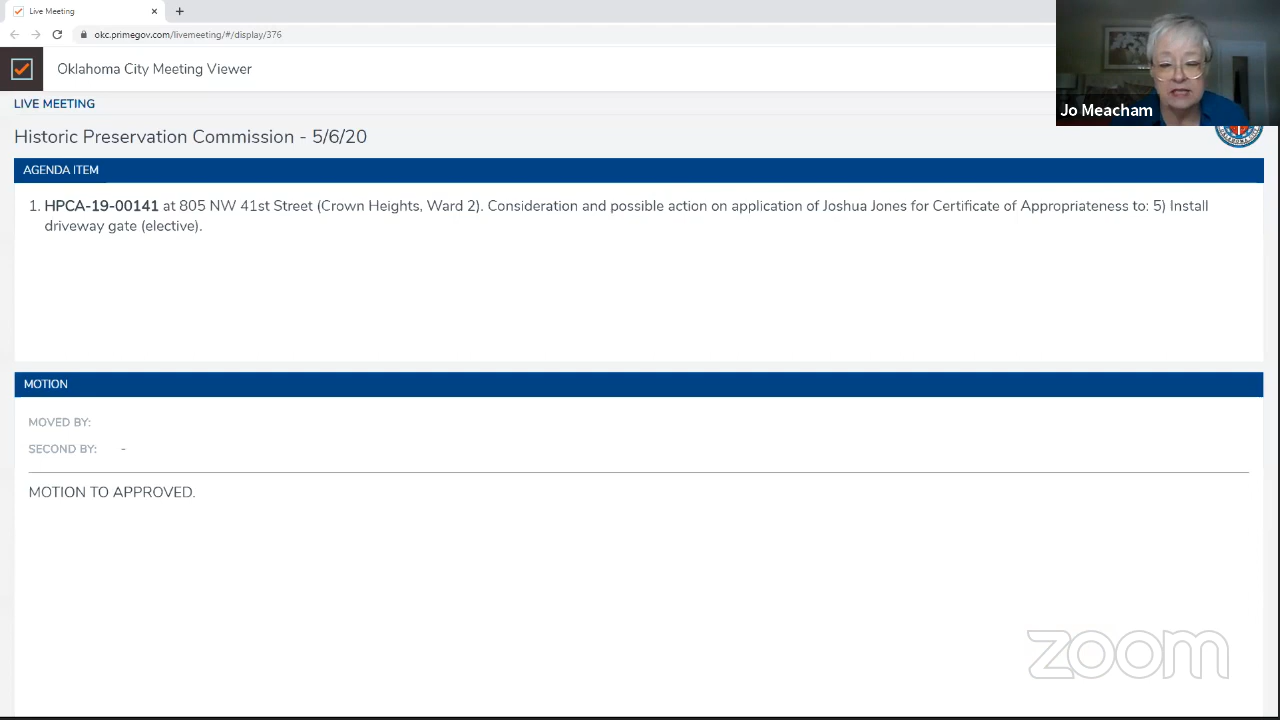 Live Meeting
okc.primegov.com/livemeeting/#/display/376
Oklahoma City Meeting Viewer
Jo Meacham
LIVE MEETING
Historic Preservation Commission - 5/6/20
AGENDA ITEM
1. HPCA-19-00141 at 805 NW 41st Street (Crown Heights, Ward 2). Consideration and possible action on application of Joshua Jones for Certificate of Appropriateness to: 5) Install
driveway gate (elective).
MOTION
MOVED BY:
SECOND BY: -
MOTION TO APPROVED.
zoom